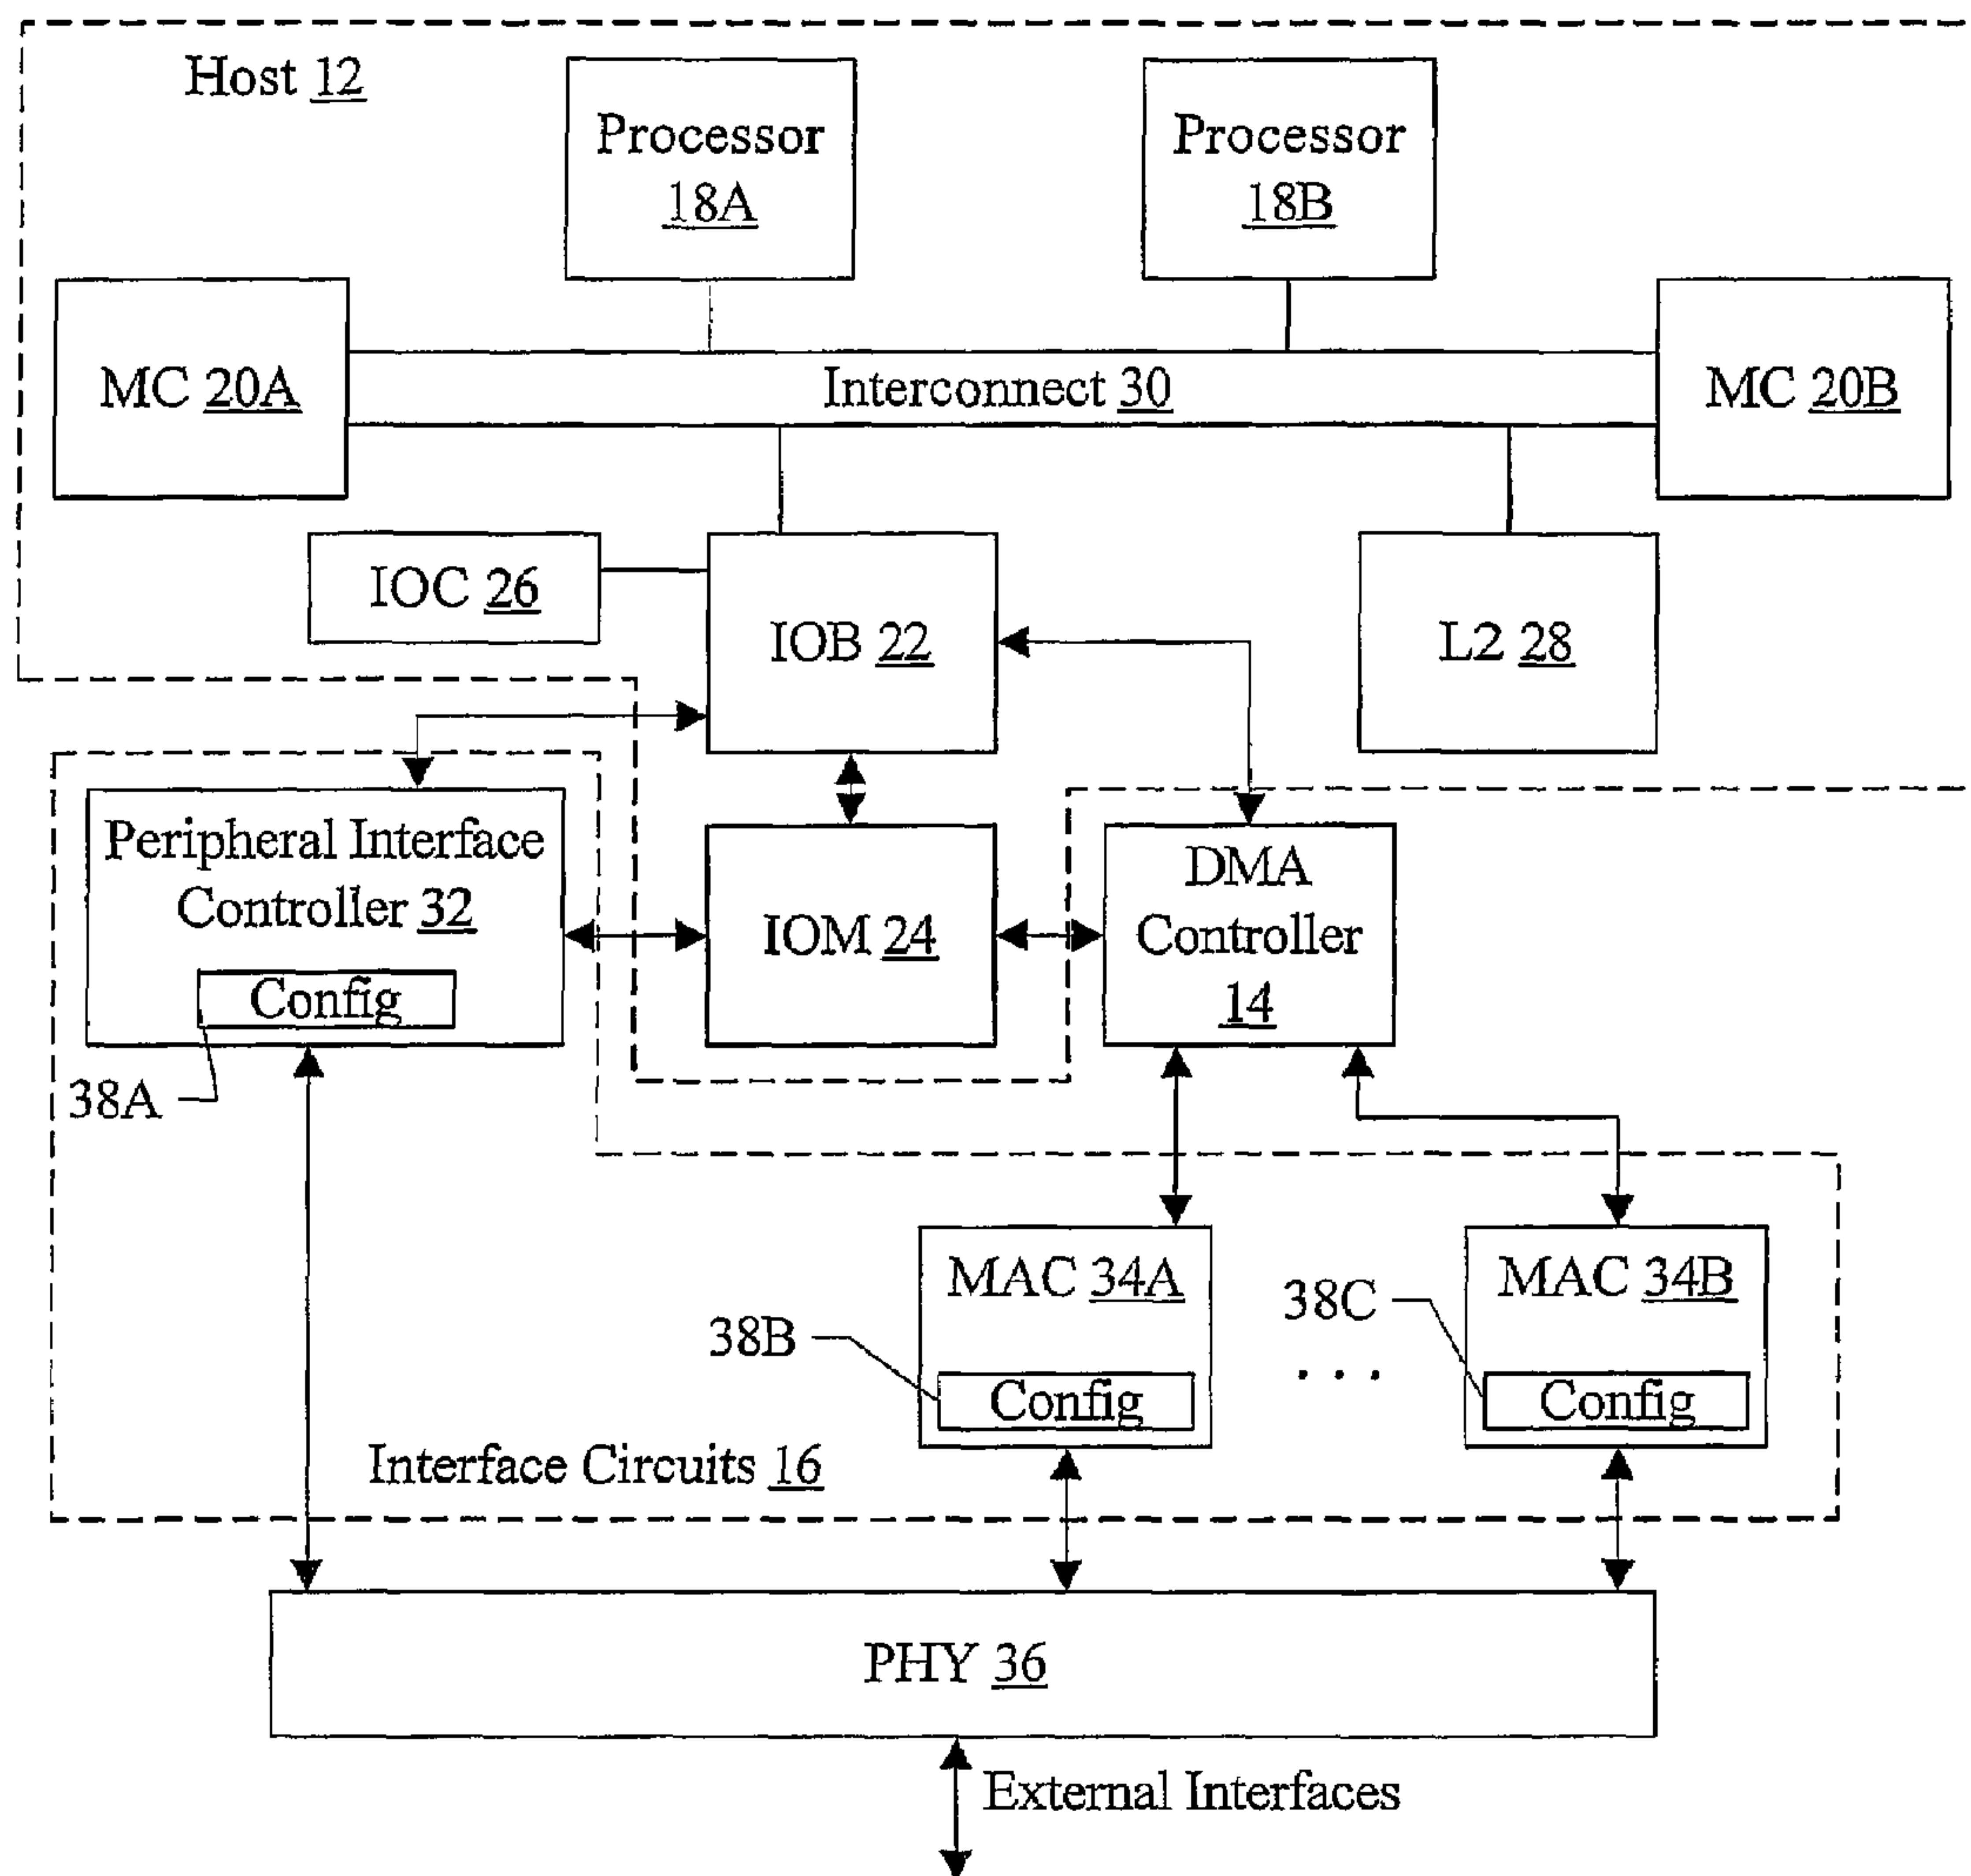 Host 12
Processor
18A
Processor
18B
MC 20A
Interconnect 30
MC 20B
IOC 26
IOB 22
L2 28
Peripheral Interface
Controller 32
Config
38A
IOM 24
DMA
Controller
14
MAC 34A
38B
Config
. . .
MAC 34B
38C
Config
Interface Circuits 16
PHY 36
External Interfaces